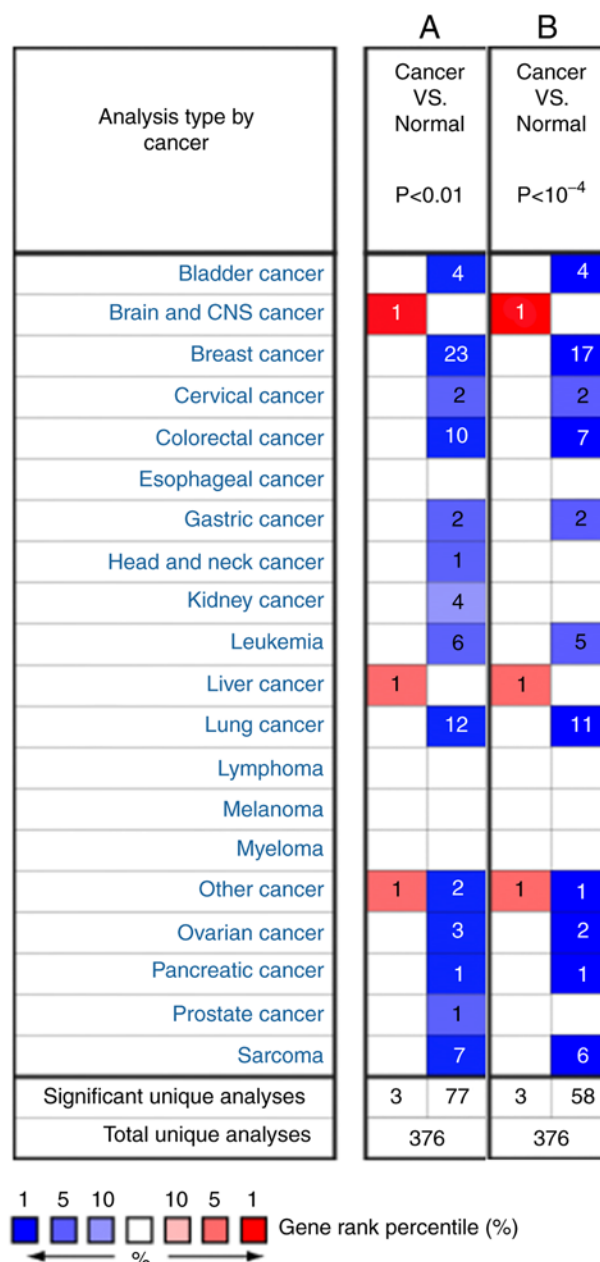 A B
Analysis type by
cancer
Cancer
VS.
Normal
P<0.01
Cancer
VS.
Normal
P<10⁻⁴
Bladder cancer 4 4
Brain and CNS cancer 1 1
Breast cancer 23 17
Cervical cancer 2 2
Colorectal cancer 10 7
Esophageal cancer
Gastric cancer 2 2
Head and neck cancer 1
Kidney cancer 4
Leukemia 6 5
Liver cancer 1 1
Lung cancer 12 11
Lymphoma
Melanoma
Myeloma
Other cancer 1 2 1 1
Ovarian cancer 3 2
Pancreatic cancer 1 1
Prostate cancer 1
Sarcoma 7 6
Significant unique analyses 3 77 3 58
Total unique analyses 376 376
1 5 10 10 5 1
Gene rank percentile (%)
%